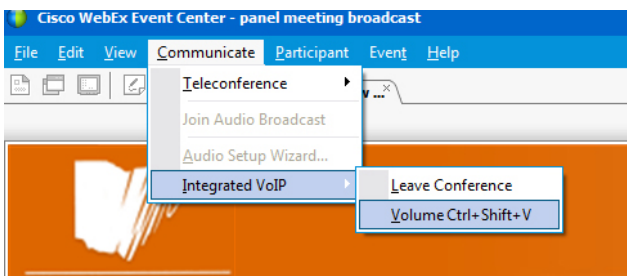 Cisco WebEx Event Center - panel meeting broadcast
File Edit View Communicate Participant Event Help
Teleconference
Join Audio Broadcast
Audio Setup Wizard...
Integrated VoIP
Leave Conference
Volume Ctrl+Shift+V